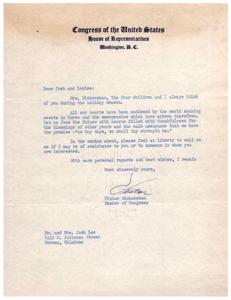 Congress of the United States
House of Representatives
Washington, D. C.
Dear Josh and Louise:
Mrs. Wickersham, the four children and I always think
of you during the holiday season.
All our hearts have been saddened by the world shaking
events in Korea and the emergencies which have arisen therefrom.
Let us face the future with hearts filled with thankfulness for
the blessings of other years and the calm assurance that we have
the promise "As thy days, so shall thy strength be."
In the months ahead, please feel at liberty to call on
me if I may be of assistance to you or to someone in whom you
are interested.
With warm personal regards and best wishes, I remain
Most sincerely yours,
Victor
Victor Wickersham
Member of Congress
Mr. and Mrs. Josh Lee
Street
Norman, Oklahoma